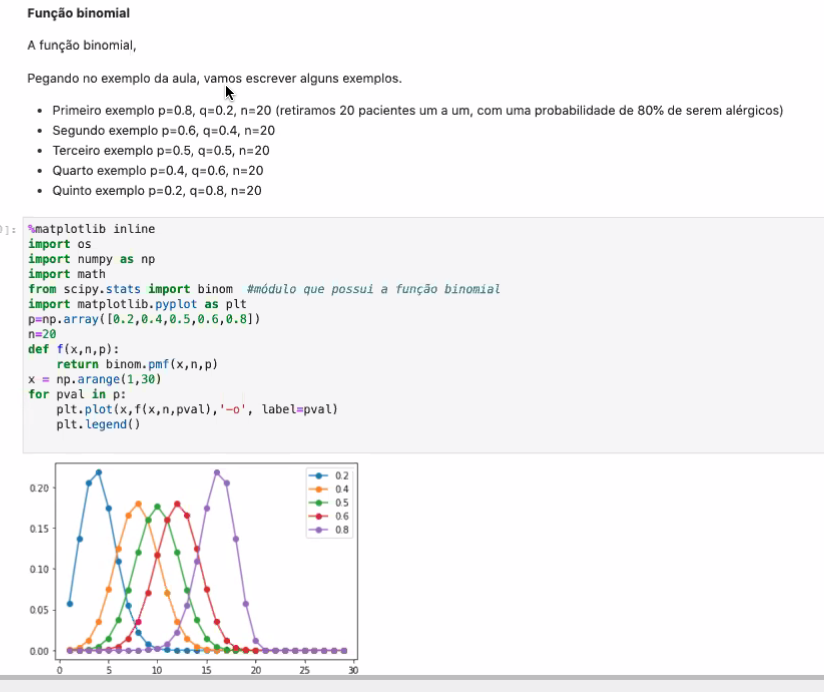 Função binomial
A função binomial,
Pegando no exemplo da aula, vamos escrever alguns exemplos.
• Primeiro exemplo p=0.8, q=0.2, n=20 (retiramos 20 pacientes um a um, com uma probabilidade de 80% de serem alérgicos)
• Segundo exemplo p=0.6, q=0.4, n=20
• Terceiro exemplo p=0.5, q=0.5, n=20
• Quarto exemplo p=0.4, q=0.6, n=20
• Quinto exemplo p=0.2, q=0.8, n=20
]:
%matplotlib inline
import os
import numpy as np
import math
from scipy.stats import binom  #módulo que possui a função binomial
import matplotlib.pyplot as plt
p=np.array([0.2,0.4,0.5,0.6,0.8])
n=20
def f(x,n,p):
    return binom.pmf(x,n,p)
x = np.arange(1,30)
for pval in p:
    plt.plot(x,f(x,n,pval),'-o', label=pval)
    plt.legend()
0.2
0.4
0.5
0.6
0.8
0.20
0.15
0.10
0.05
0.00
0 5 10 15 20 25 30